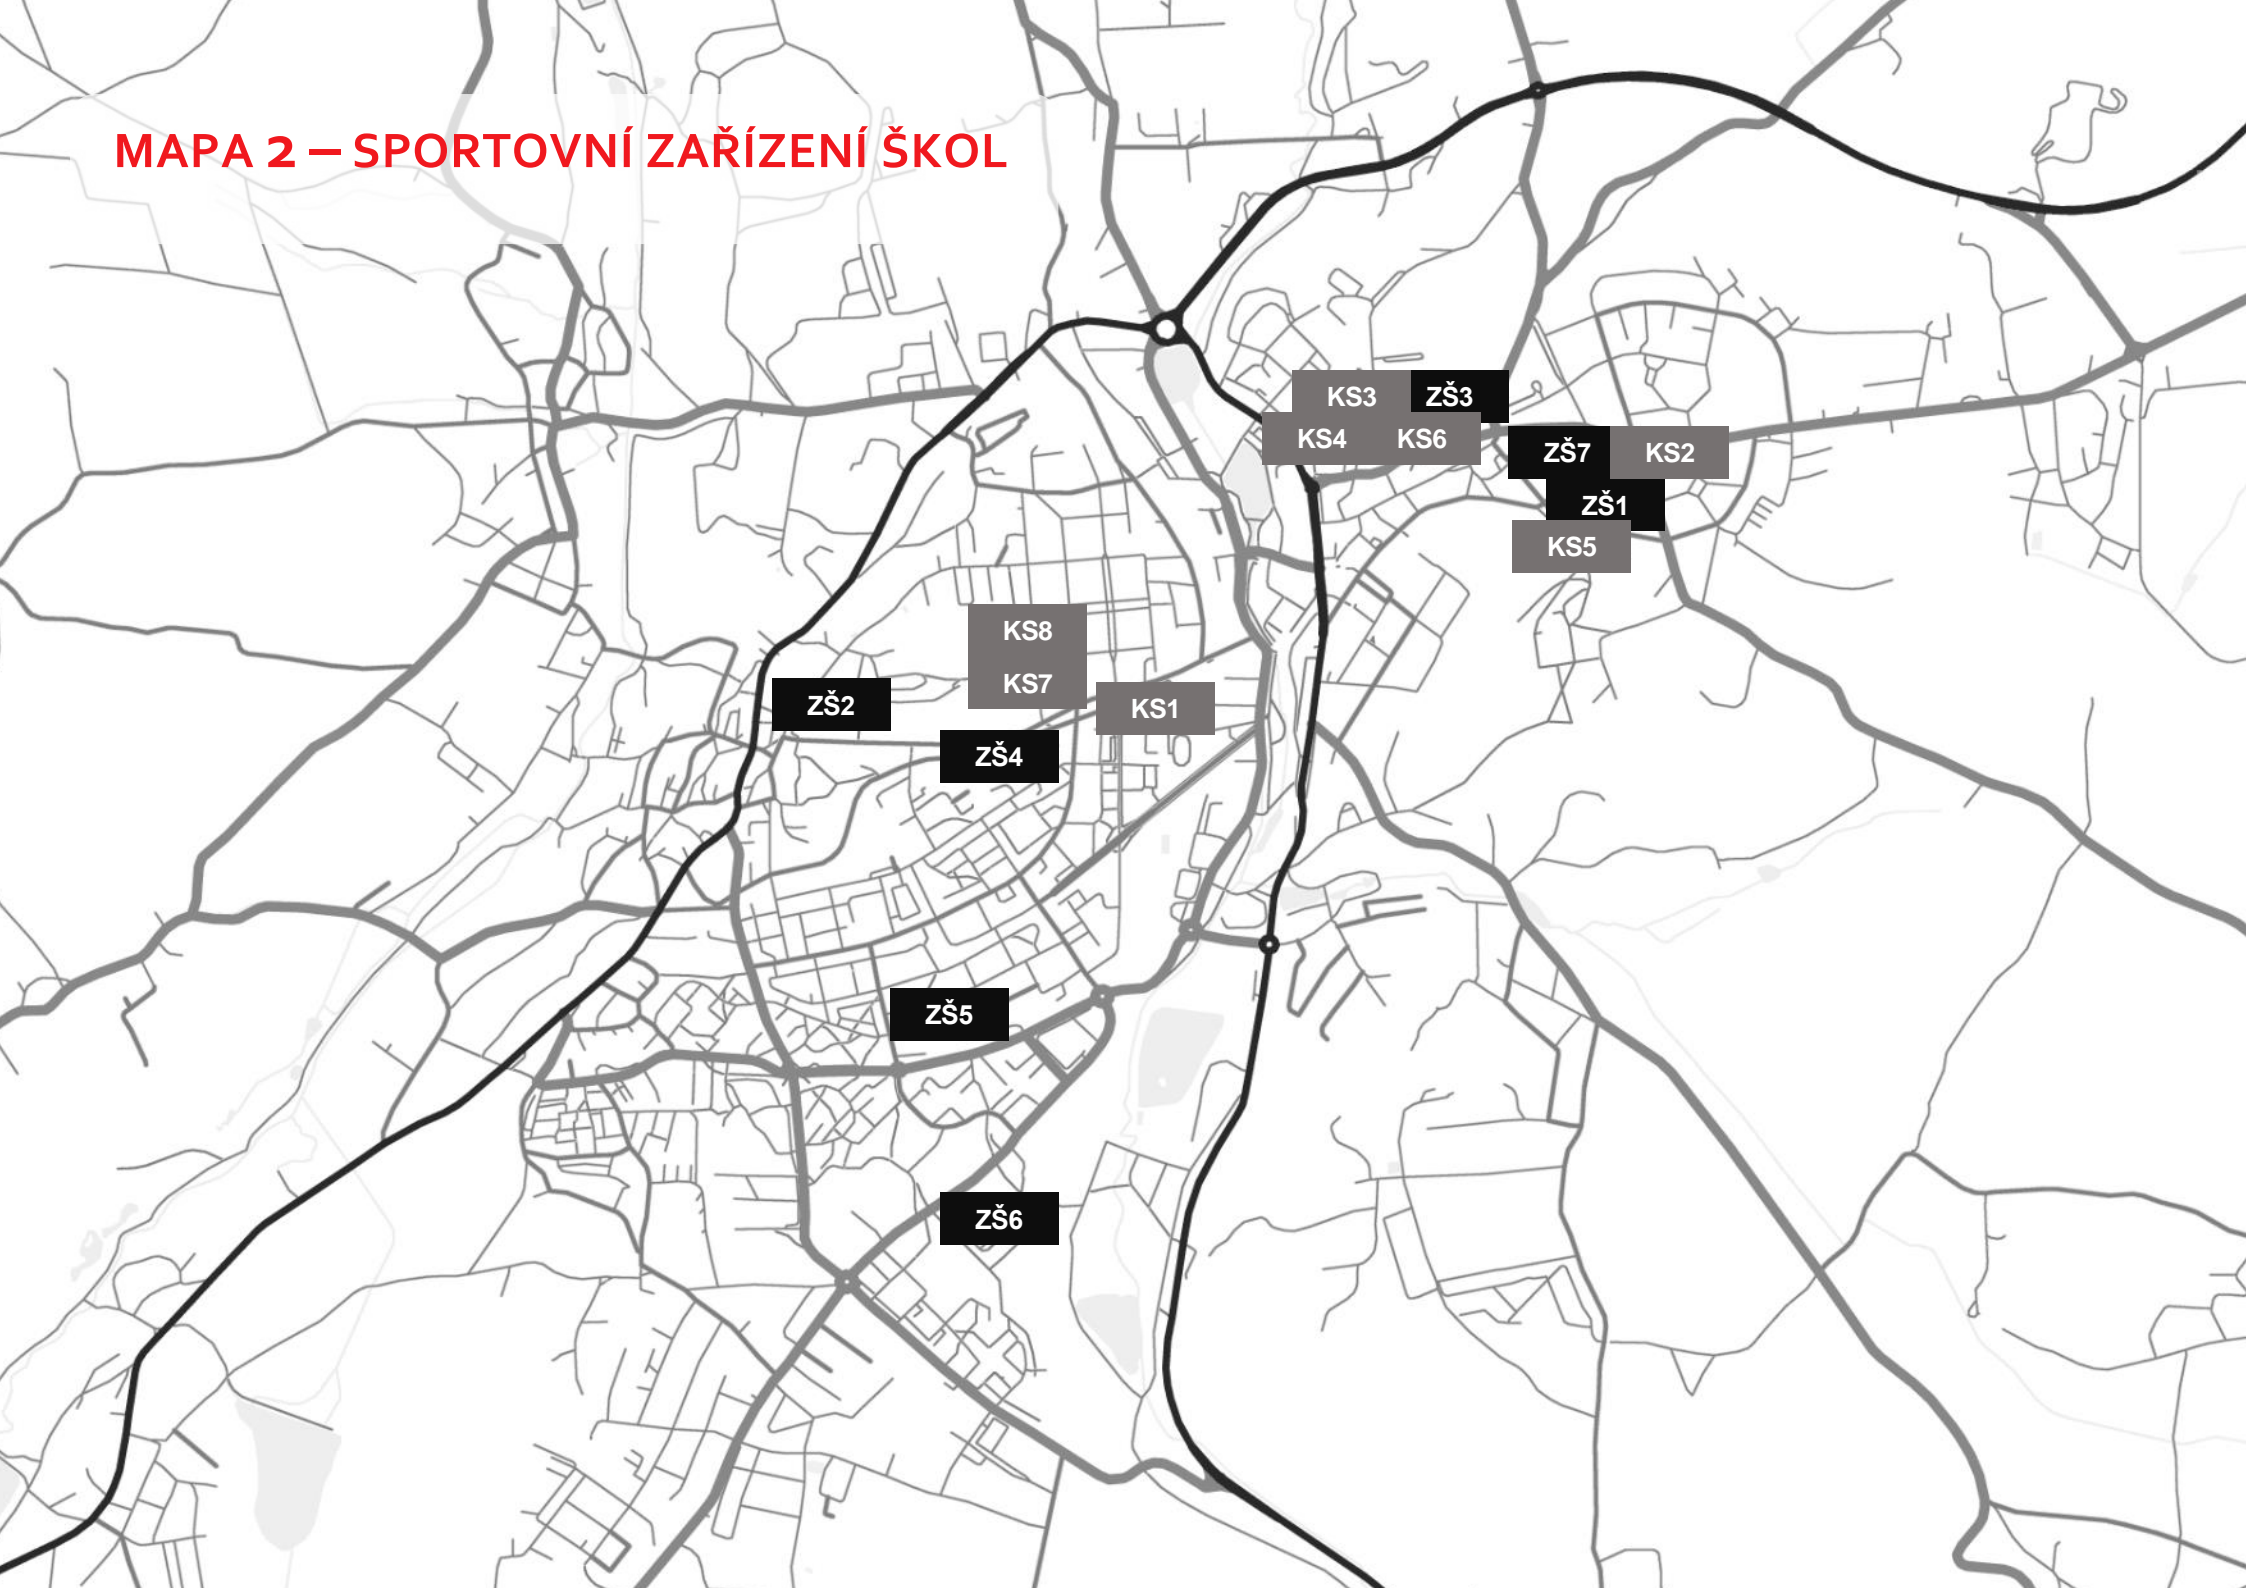 MAPA 2 – SPORTOVNÍ ZAŘÍZENÍ ŠKOL
KS3 ZŠ3
KS4 KS6
ZŠ7 KS2
ZŠ1
KS5
KS8
KS7
ZŠ2
KS1
ZŠ4
ZŠ5
ZŠ6